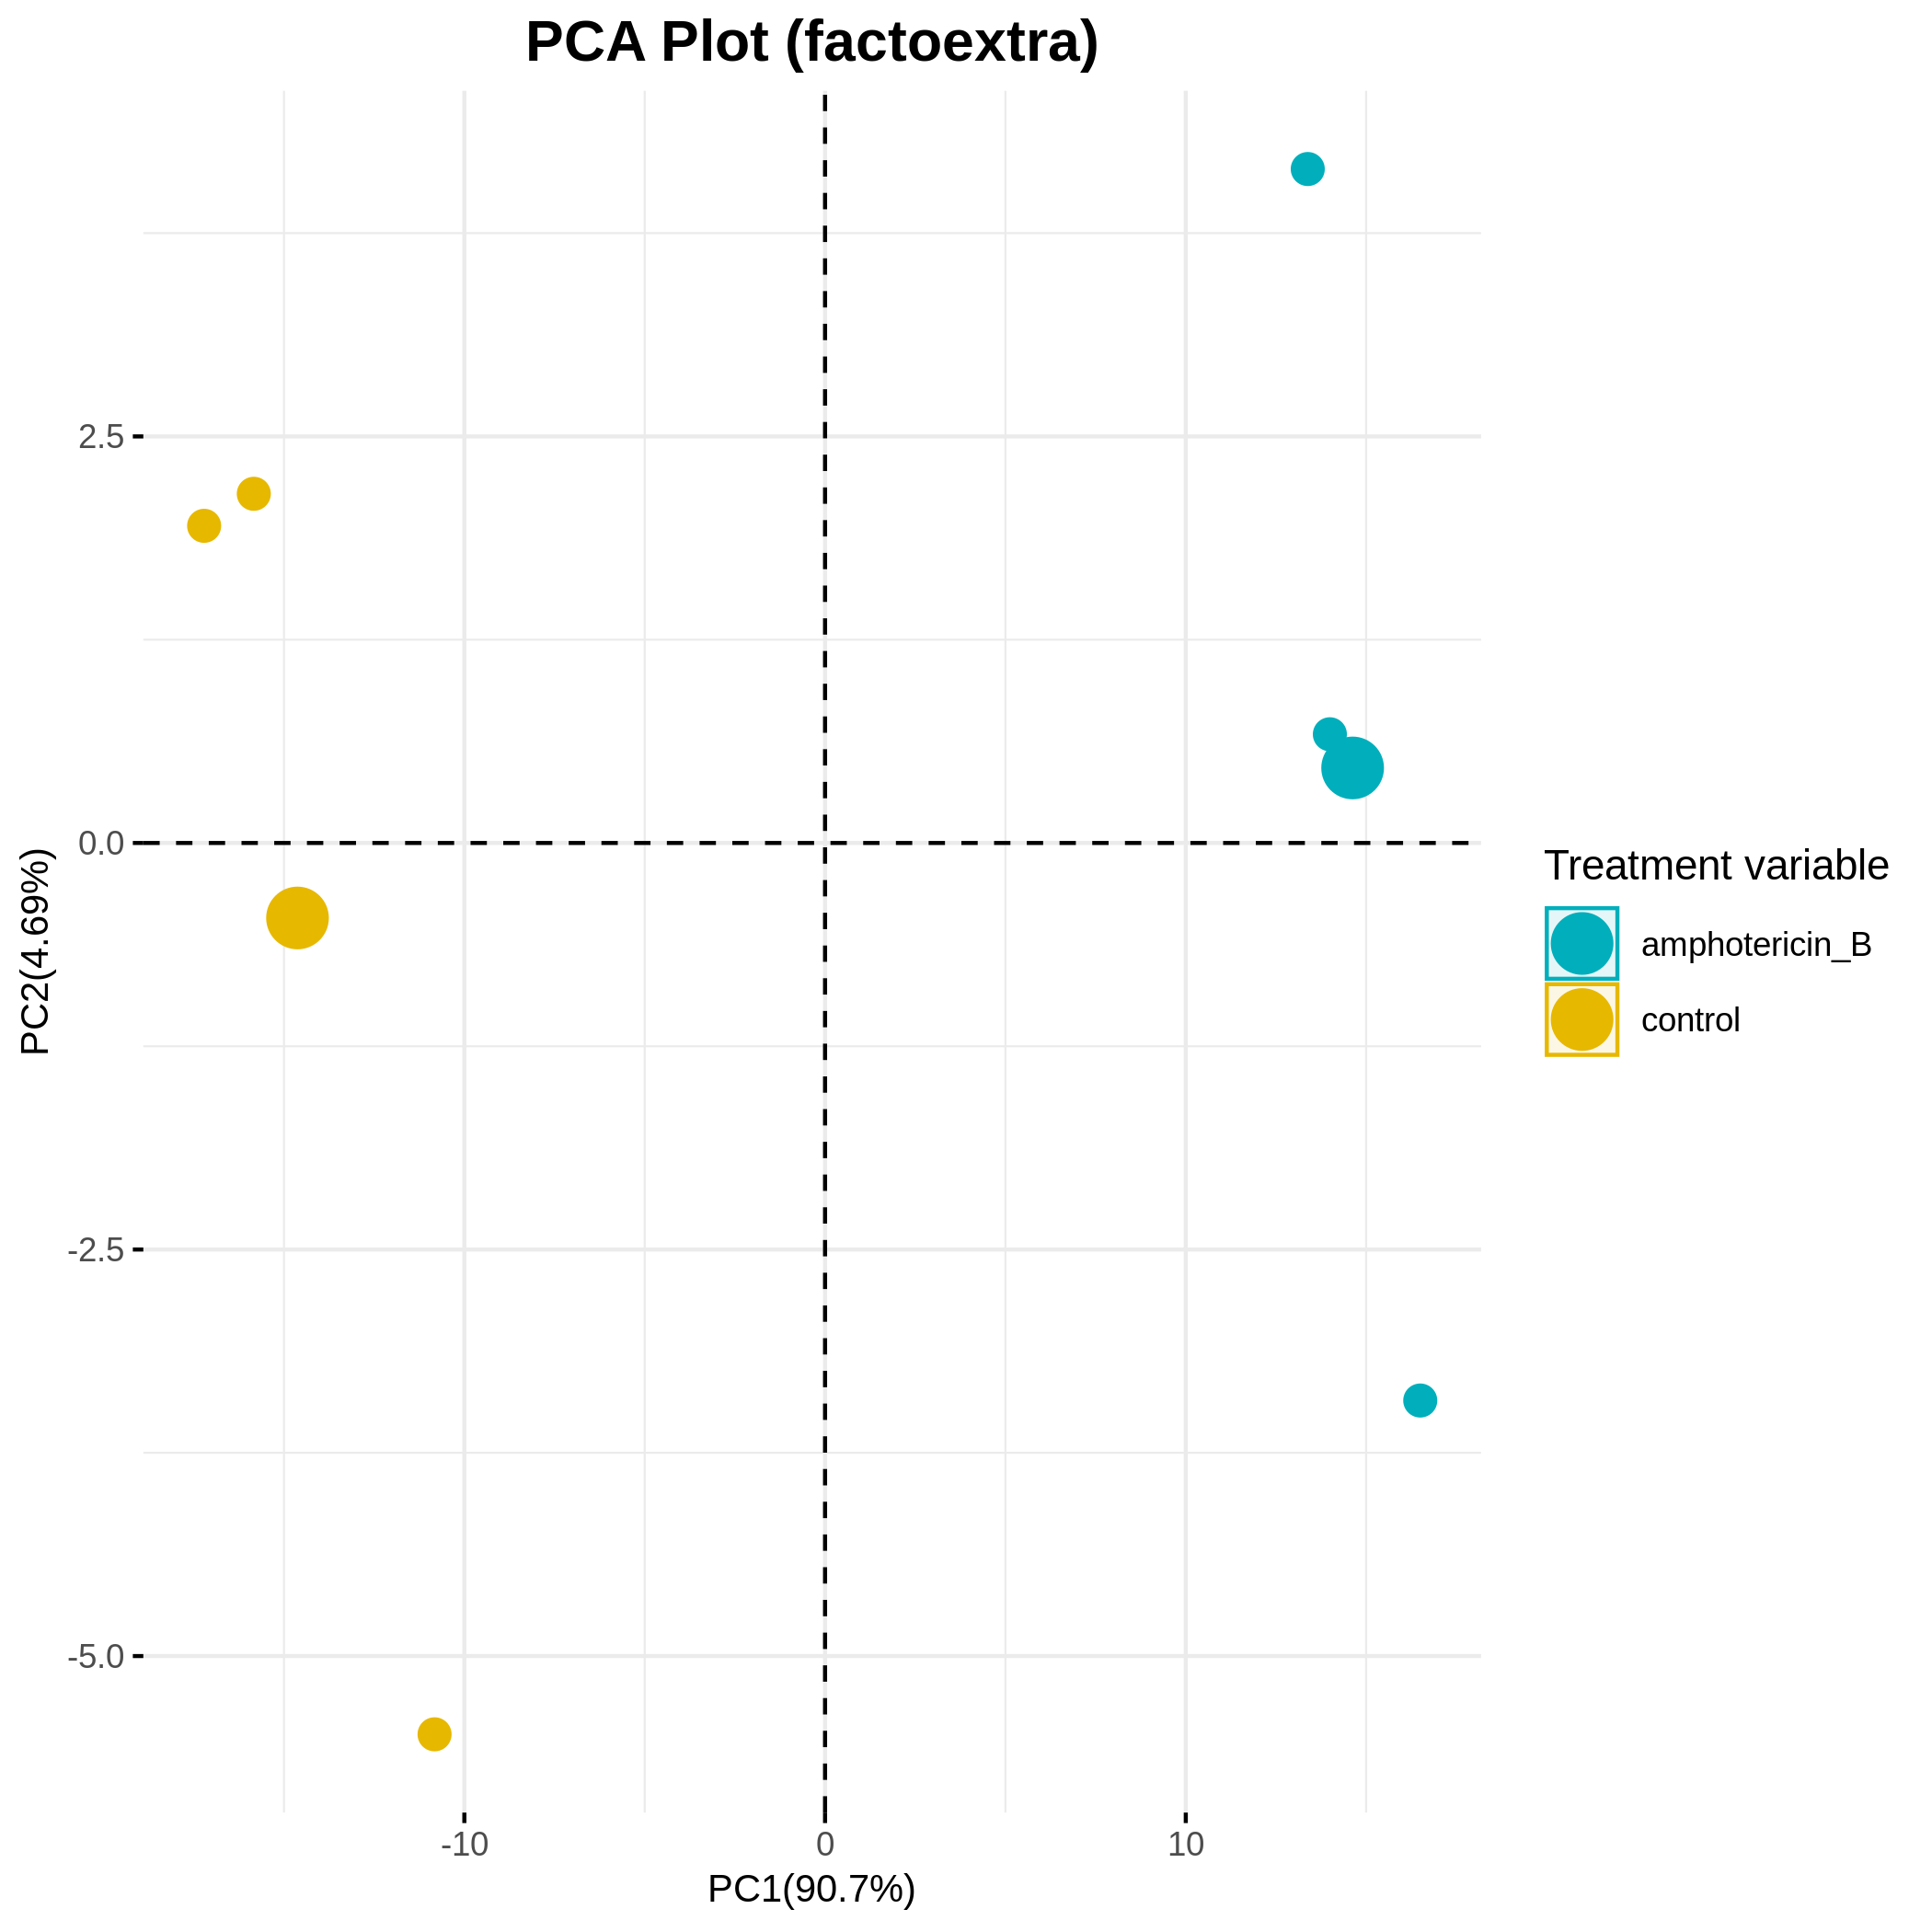 PCA Plot (factoextra)
2.5
0.0
-2.5
-5.0
PC2(4.69%)
-10
0
10
PC1(90.7%)
Treatment variable
amphotericin_B
control